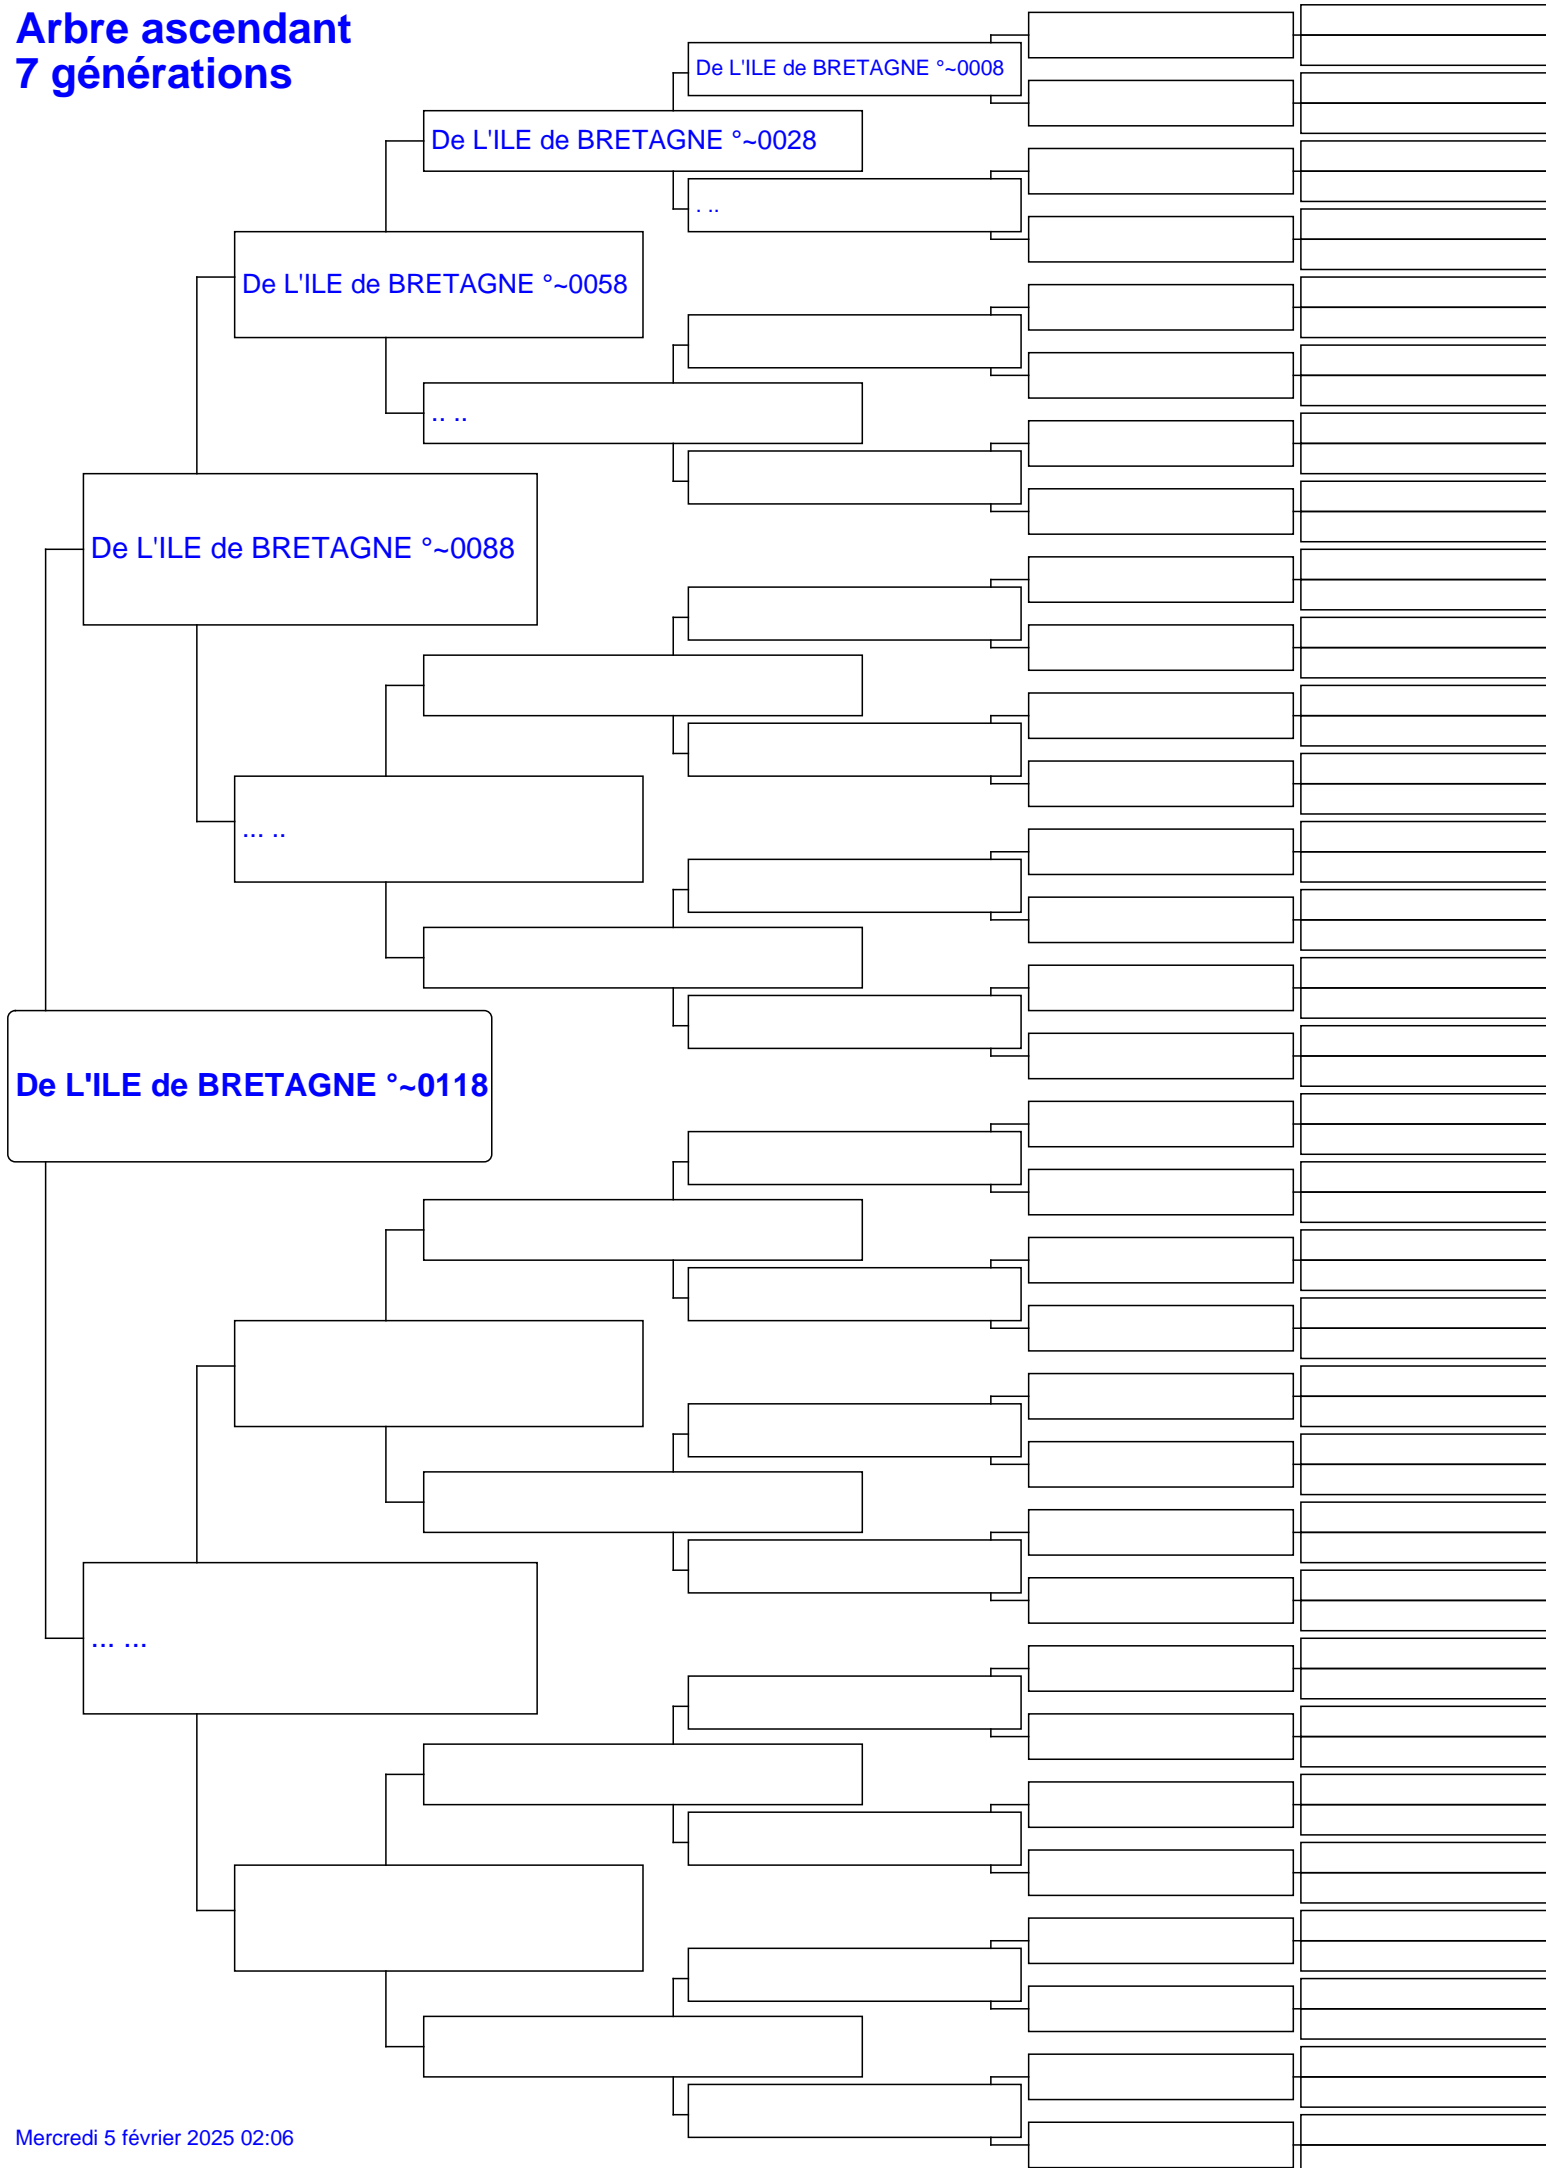 Arbre ascendant
7 générations
De L'ILE de BRETAGNE °~0008
De L'ILE de BRETAGNE °~0028
. ..
De L'ILE de BRETAGNE °~0058
.. ..
De L'ILE de BRETAGNE °~0088
... ..
De L'ILE de BRETAGNE °~0118
... ...
Mercredi 5 février 2025 02:06